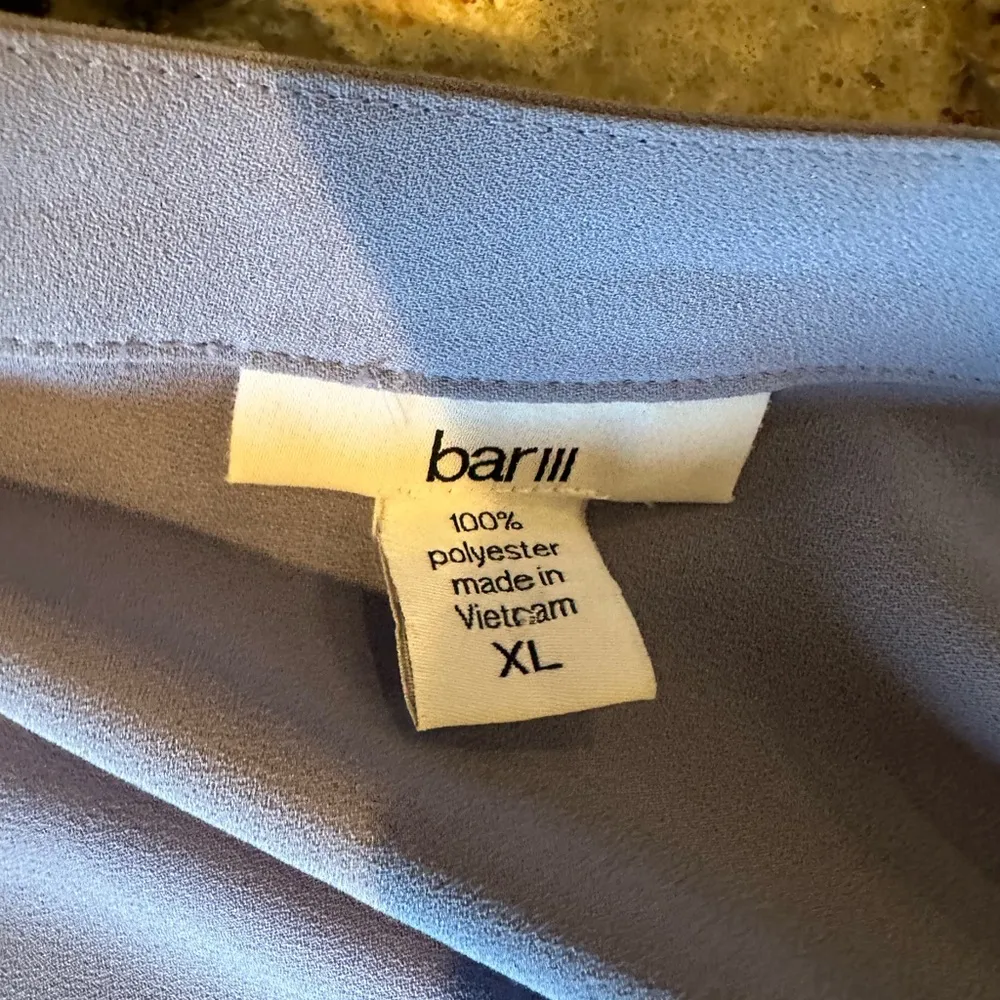 bar III
100%
polyester
made in
Vietnam
XL